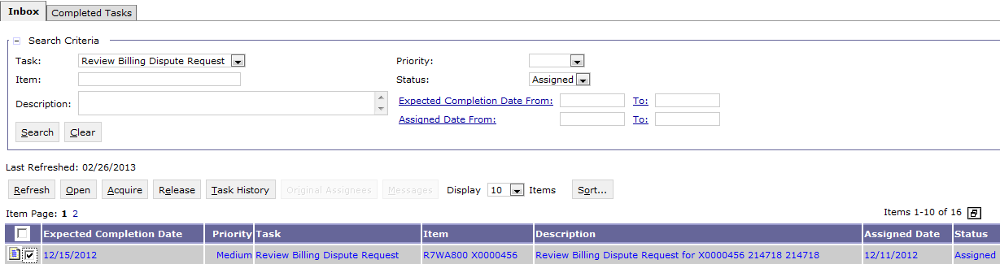 Inbox Completed Tasks
Search Criteria
Task: Review Billing Dispute Request Priority:
Item: Status: Assigned
Description: Expected Completion Date From: To:
Assigned Date From: To:
Search Clear
Last Refreshed: 02/26/2013
Refresh Open Acquire Release Task History Original Assignees Messages Display 10 Items Sort...
Item Page: 1 2 Items 1-10 of 16
Expected Completion Date Priority Task Item Description Assigned Date Status
12/15/2012 Medium Review Billing Dispute Request R7WA800 X0000456 Review Billing Dispute Request for X0000456 214718 214718 12/11/2012 Assigned